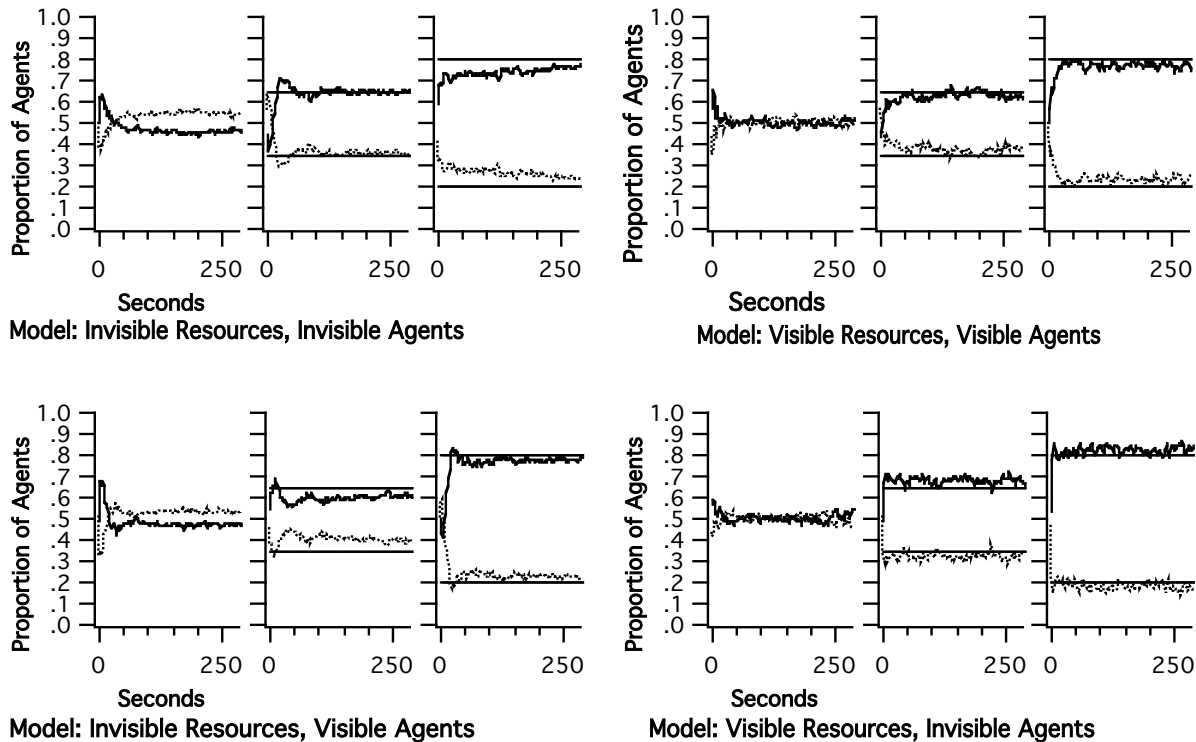 1.0
.9
.8
.7
.6
.5
.4
.3
.2
.1
.0
Proportion of Agents
0 250 0 250 0 250
Seconds
Model: Invisible Resources, Invisible Agents
1.0
.9
.8
.7
.6
.5
.4
.3
.2
.1
.0
Proportion of Agents
0 250 0 250 0 250
Seconds
Model: Visible Resources, Visible Agents
1.0
.9
.8
.7
.6
.5
.4
.3
.2
.1
.0
Proportion of Agents
0 250 0 250 0 250
Seconds
Model: Invisible Resources, Visible Agents
1.0
.9
.8
.7
.6
.5
.4
.3
.2
.1
.0
Proportion of Agents
0 250 0 250 0 250
Seconds
Model: Visible Resources, Invisible Agents